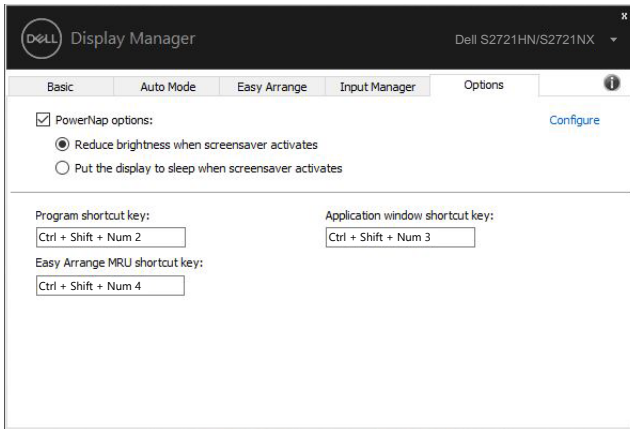 x
DELL Display Manager
Dell S2721HN/S2721NX
Basic Auto Mode Easy Arrange Input Manager Options i
PowerNap options: Configure
Reduce brightness when screensaver activates
Put the display to sleep when screensaver activates
Program shortcut key: Application window shortcut key:
Ctrl + Shift + Num 2 Ctrl + Shift + Num 3
Easy Arrange MRU shortcut key:
Ctrl + Shift + Num 4